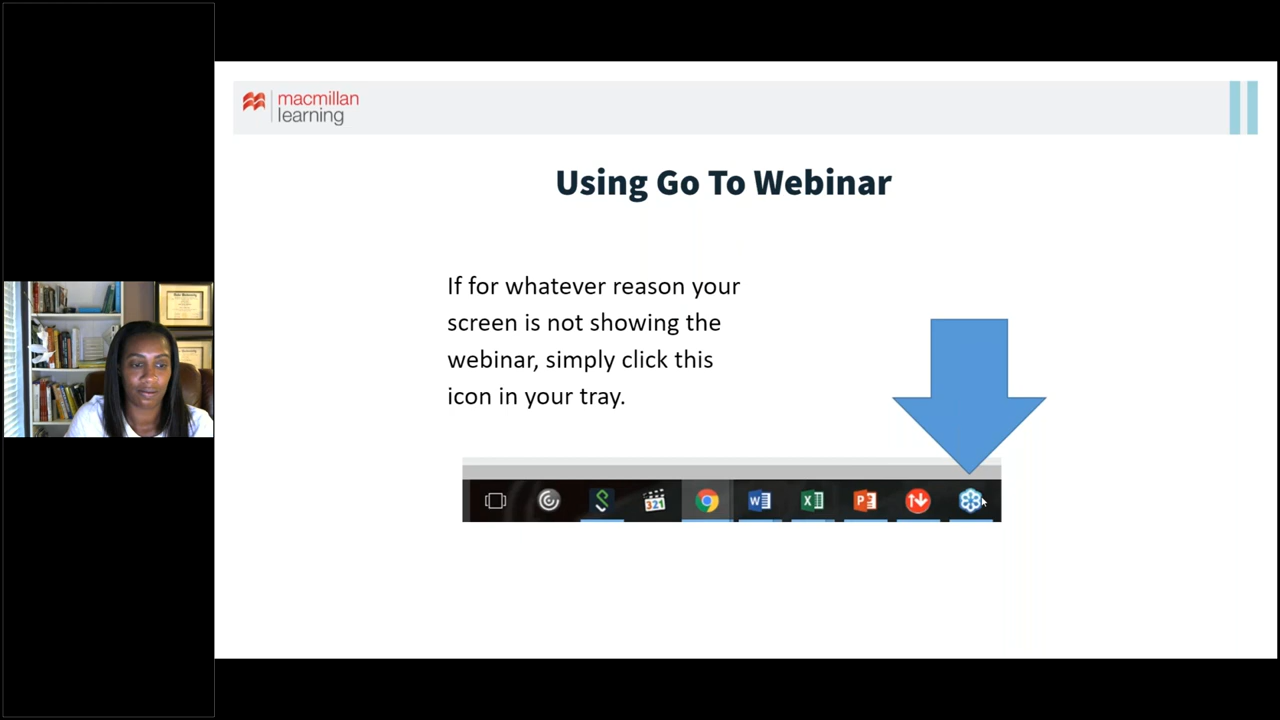 macmillan
learning
Using Go To Webinar
If for whatever reason your
screen is not showing the
webinar, simply click this
icon in your tray.
321